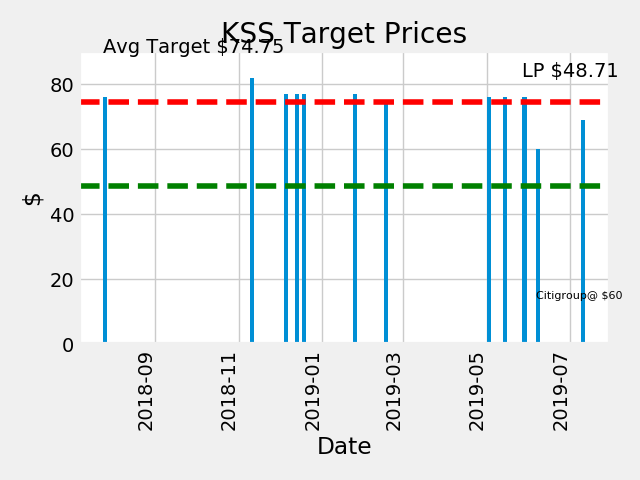 KSS Target Prices
Avg Target $74.75
LP $48.71
80
60
40
20
0
$
Citigroup@ $60
2018-09
2018-11
2019-01
2019-03
2019-05
2019-07
Date